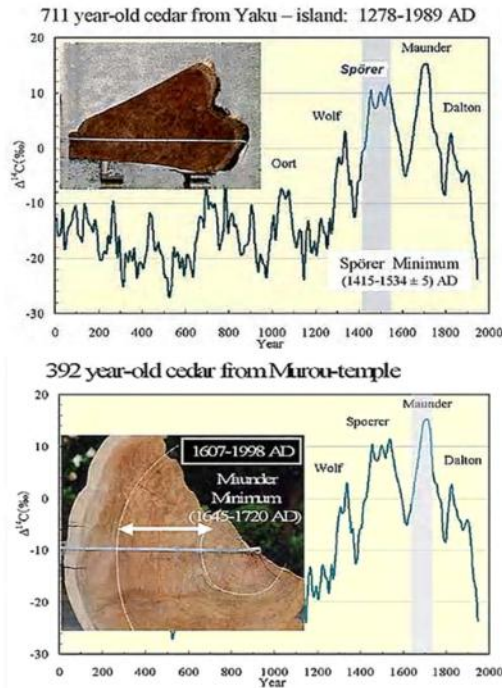 711 year-old cedar from Yaku – island: 1278-1989 AD
20
10
0
-10
-20
-30
Δ¹⁴C(‰)
Maunder
Spörer
Wolf
Dalton
Oort
Spörer Minimum
(1415-1534 ± 5) AD
0 200 400 600 800 1000 1200 1400 1600 1800 2000
Year
392 year-old cedar from Murou-temple
20
10
0
-10
-20
-30
Δ¹⁴C(‰)
Maunder
Spoerer
Wolf
Dalton
1607-1998 AD
Maunder
Minimum
(1645-1720 AD)
0 200 400 600 800 1000 1200 1400 1600 1800 2000
Year